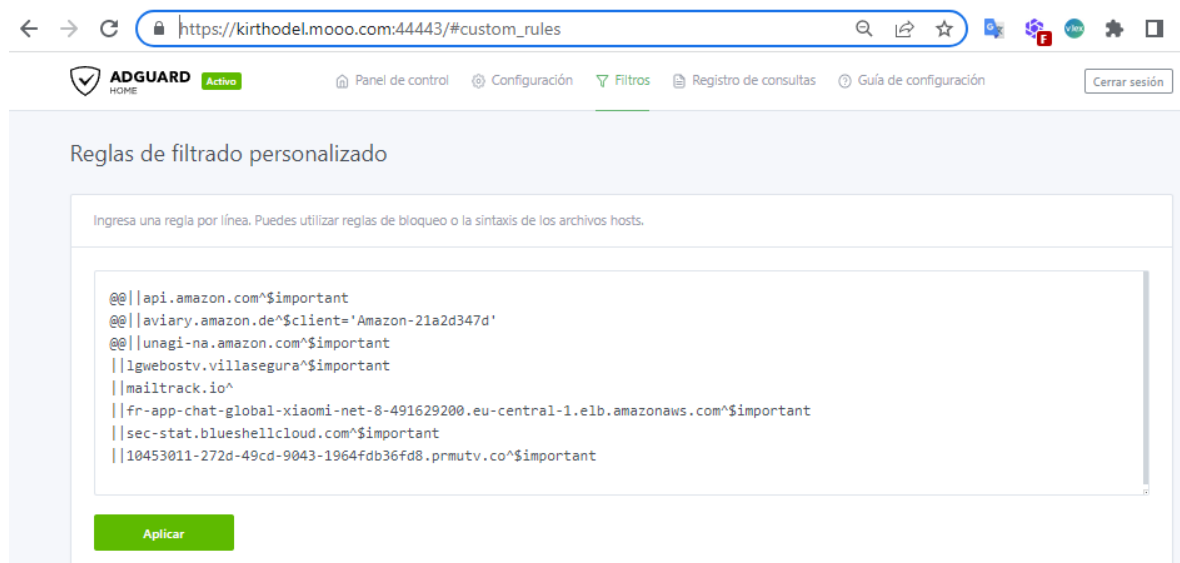 https://kirthodel.mooo.com:44443/#custom_rules
F
vlex
ADGUARD
HOME
Activo
Panel de control
Configuración
Filtros
Registro de consultas
Guía de configuración
Cerrar sesión
Reglas de filtrado personalizado
Ingresa una regla por línea. Puedes utilizar reglas de bloqueo o la sintaxis de los archivos hosts.
@@||api.amazon.com^$important
@@||aviary.amazon.de^$client='Amazon-21a2d347d'
@@||unagi-na.amazon.com^$important
||lgwebostv.villasegura^$important
||mailtrack.io^
||fr-app-chat-global-xiaomi-net-8-491629200.eu-central-1.elb.amazonaws.com^$important
||sec-stat.blueshellcloud.com^$important
||10453011-272d-49cd-9043-1964fdb36fd8.prmutv.co^$important
Aplicar